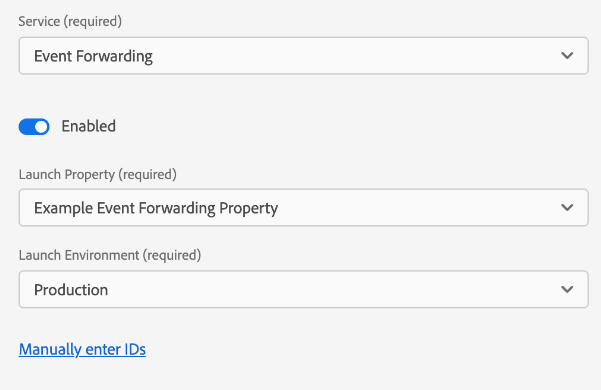 Service (required)
Event Forwarding
Enabled
Launch Property (required)
Example Event Forwarding Property
Launch Environment (required)
Production
Manually enter IDs